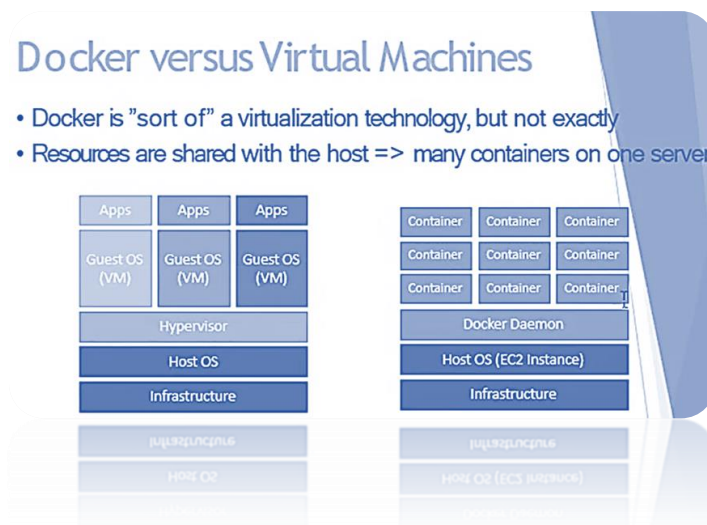 Docker versus Virtual Machines
• Docker is ”sort of” a virtualization technology, but not exactly
• Resources are shared with the host => many containers on one server
Apps Apps Apps
Guest OS Guest OS Guest OS
(VM) (VM) (VM)
Hypervisor
Host OS
Infrastructure
Container Container Container
Container Container Container
Container Container Container
Docker Daemon
Host OS (EC2 Instance)
Infrastructure